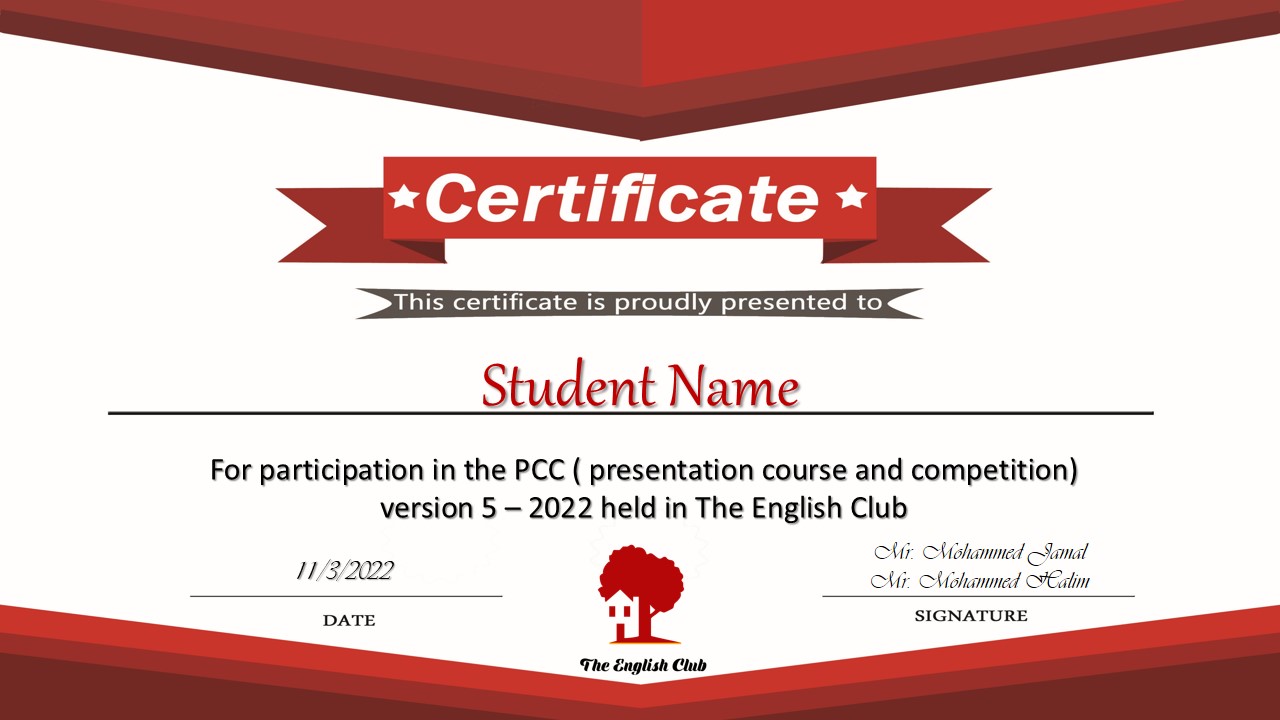 Certificate
This certificate is proudly presented to
Student Name
For participation in the PCC ( presentation course and competition)
version 5 – 2022 held in The English Club
11/3/2022
DATE
Mr. Mohammed Jamal
Mr. Mohammed Halim
SIGNATURE
The English Club